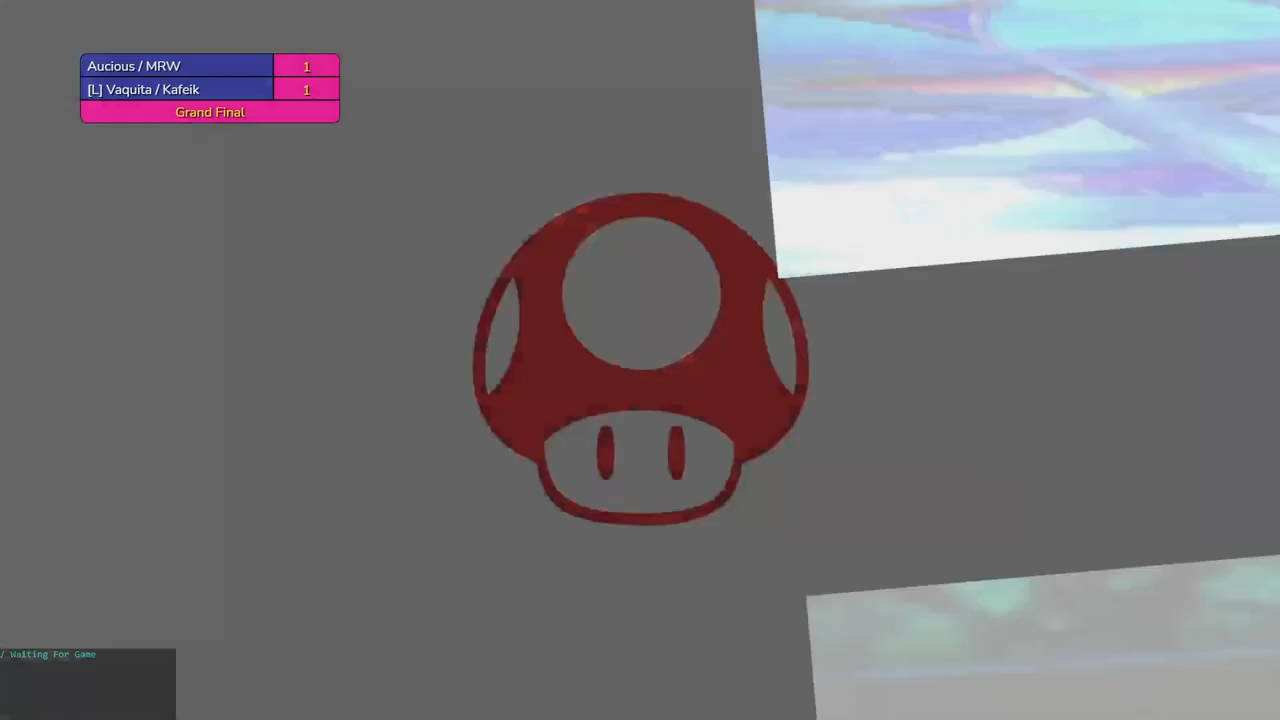 Aucious / MRW 1
[L] Vaquita / Kafeik 1
Grand Final
/ Waiting For Game